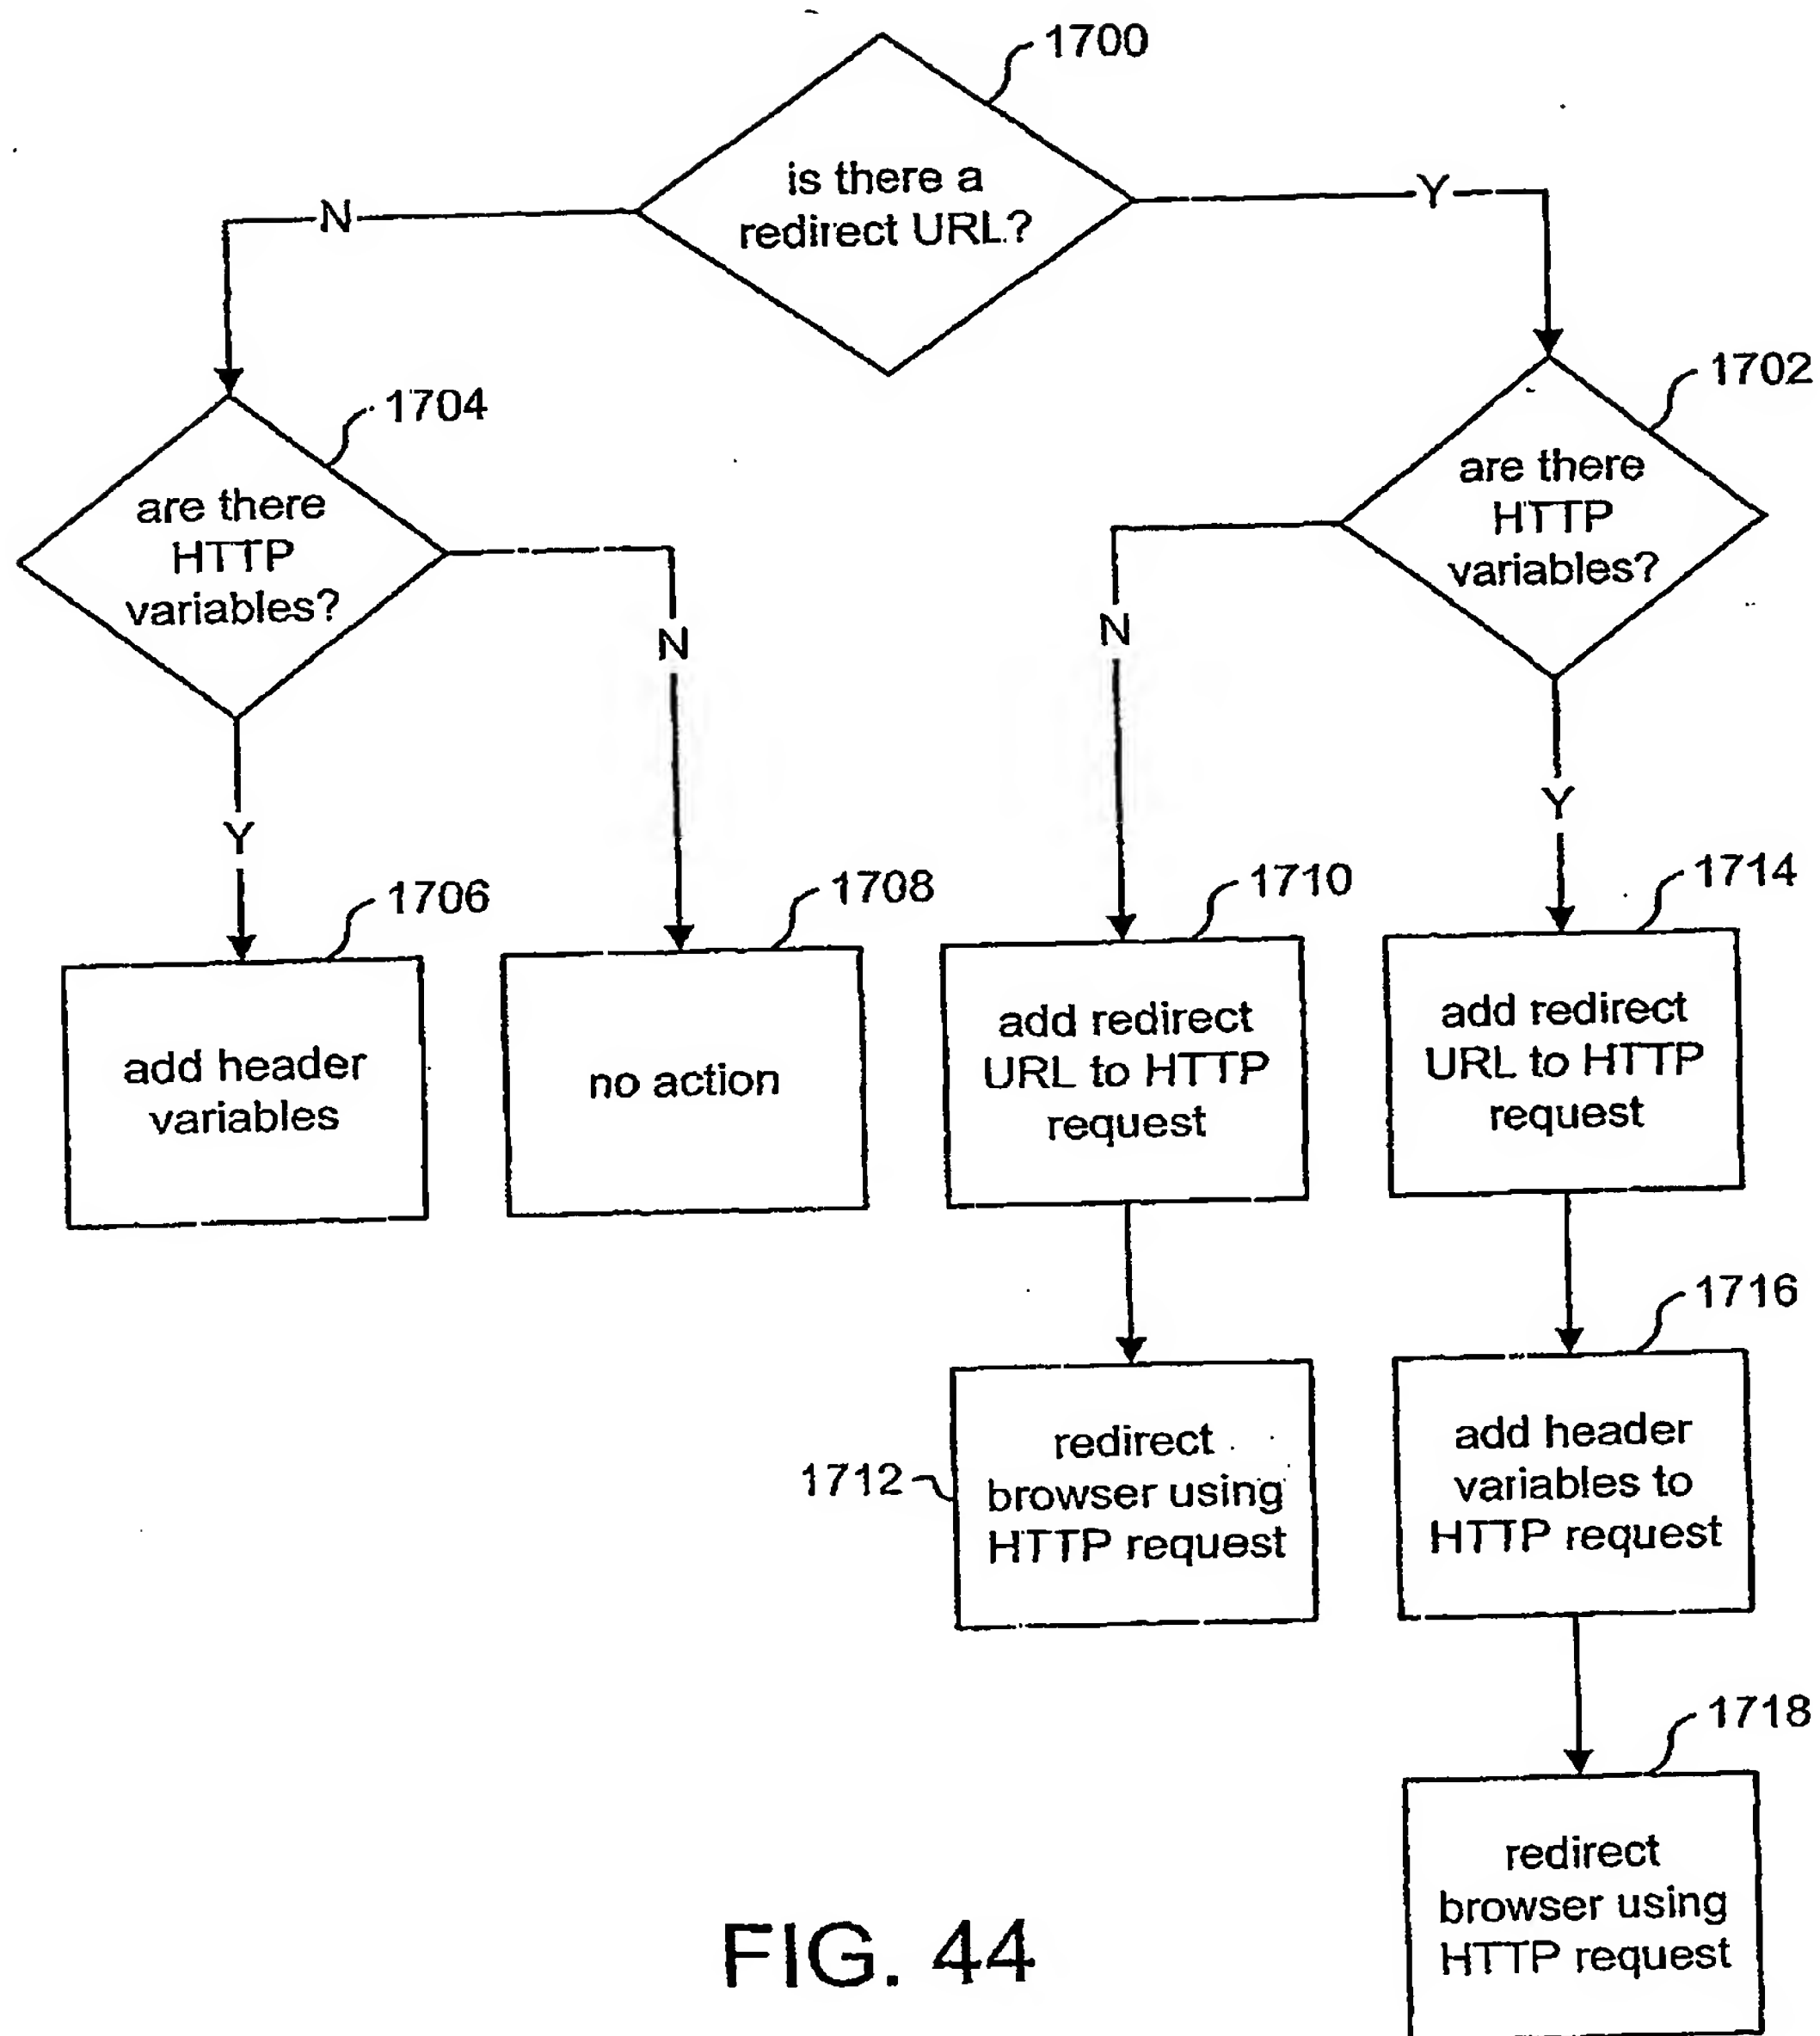 1700
is there a
redirect URL?
N
Y
1704
1702
are there
HTTP
variables?
are there
HTTP
variables?
N
N
Y
Y
1706
1708
1710
1714
add header
variables
no action
add redirect
URL to HTTP
request
add redirect
URL to HTTP
request
1716
1712
redirect
browser using
HTTP request
add header
variables to
HTTP request
1718
redirect
browser using
HTTP request
FIG. 44